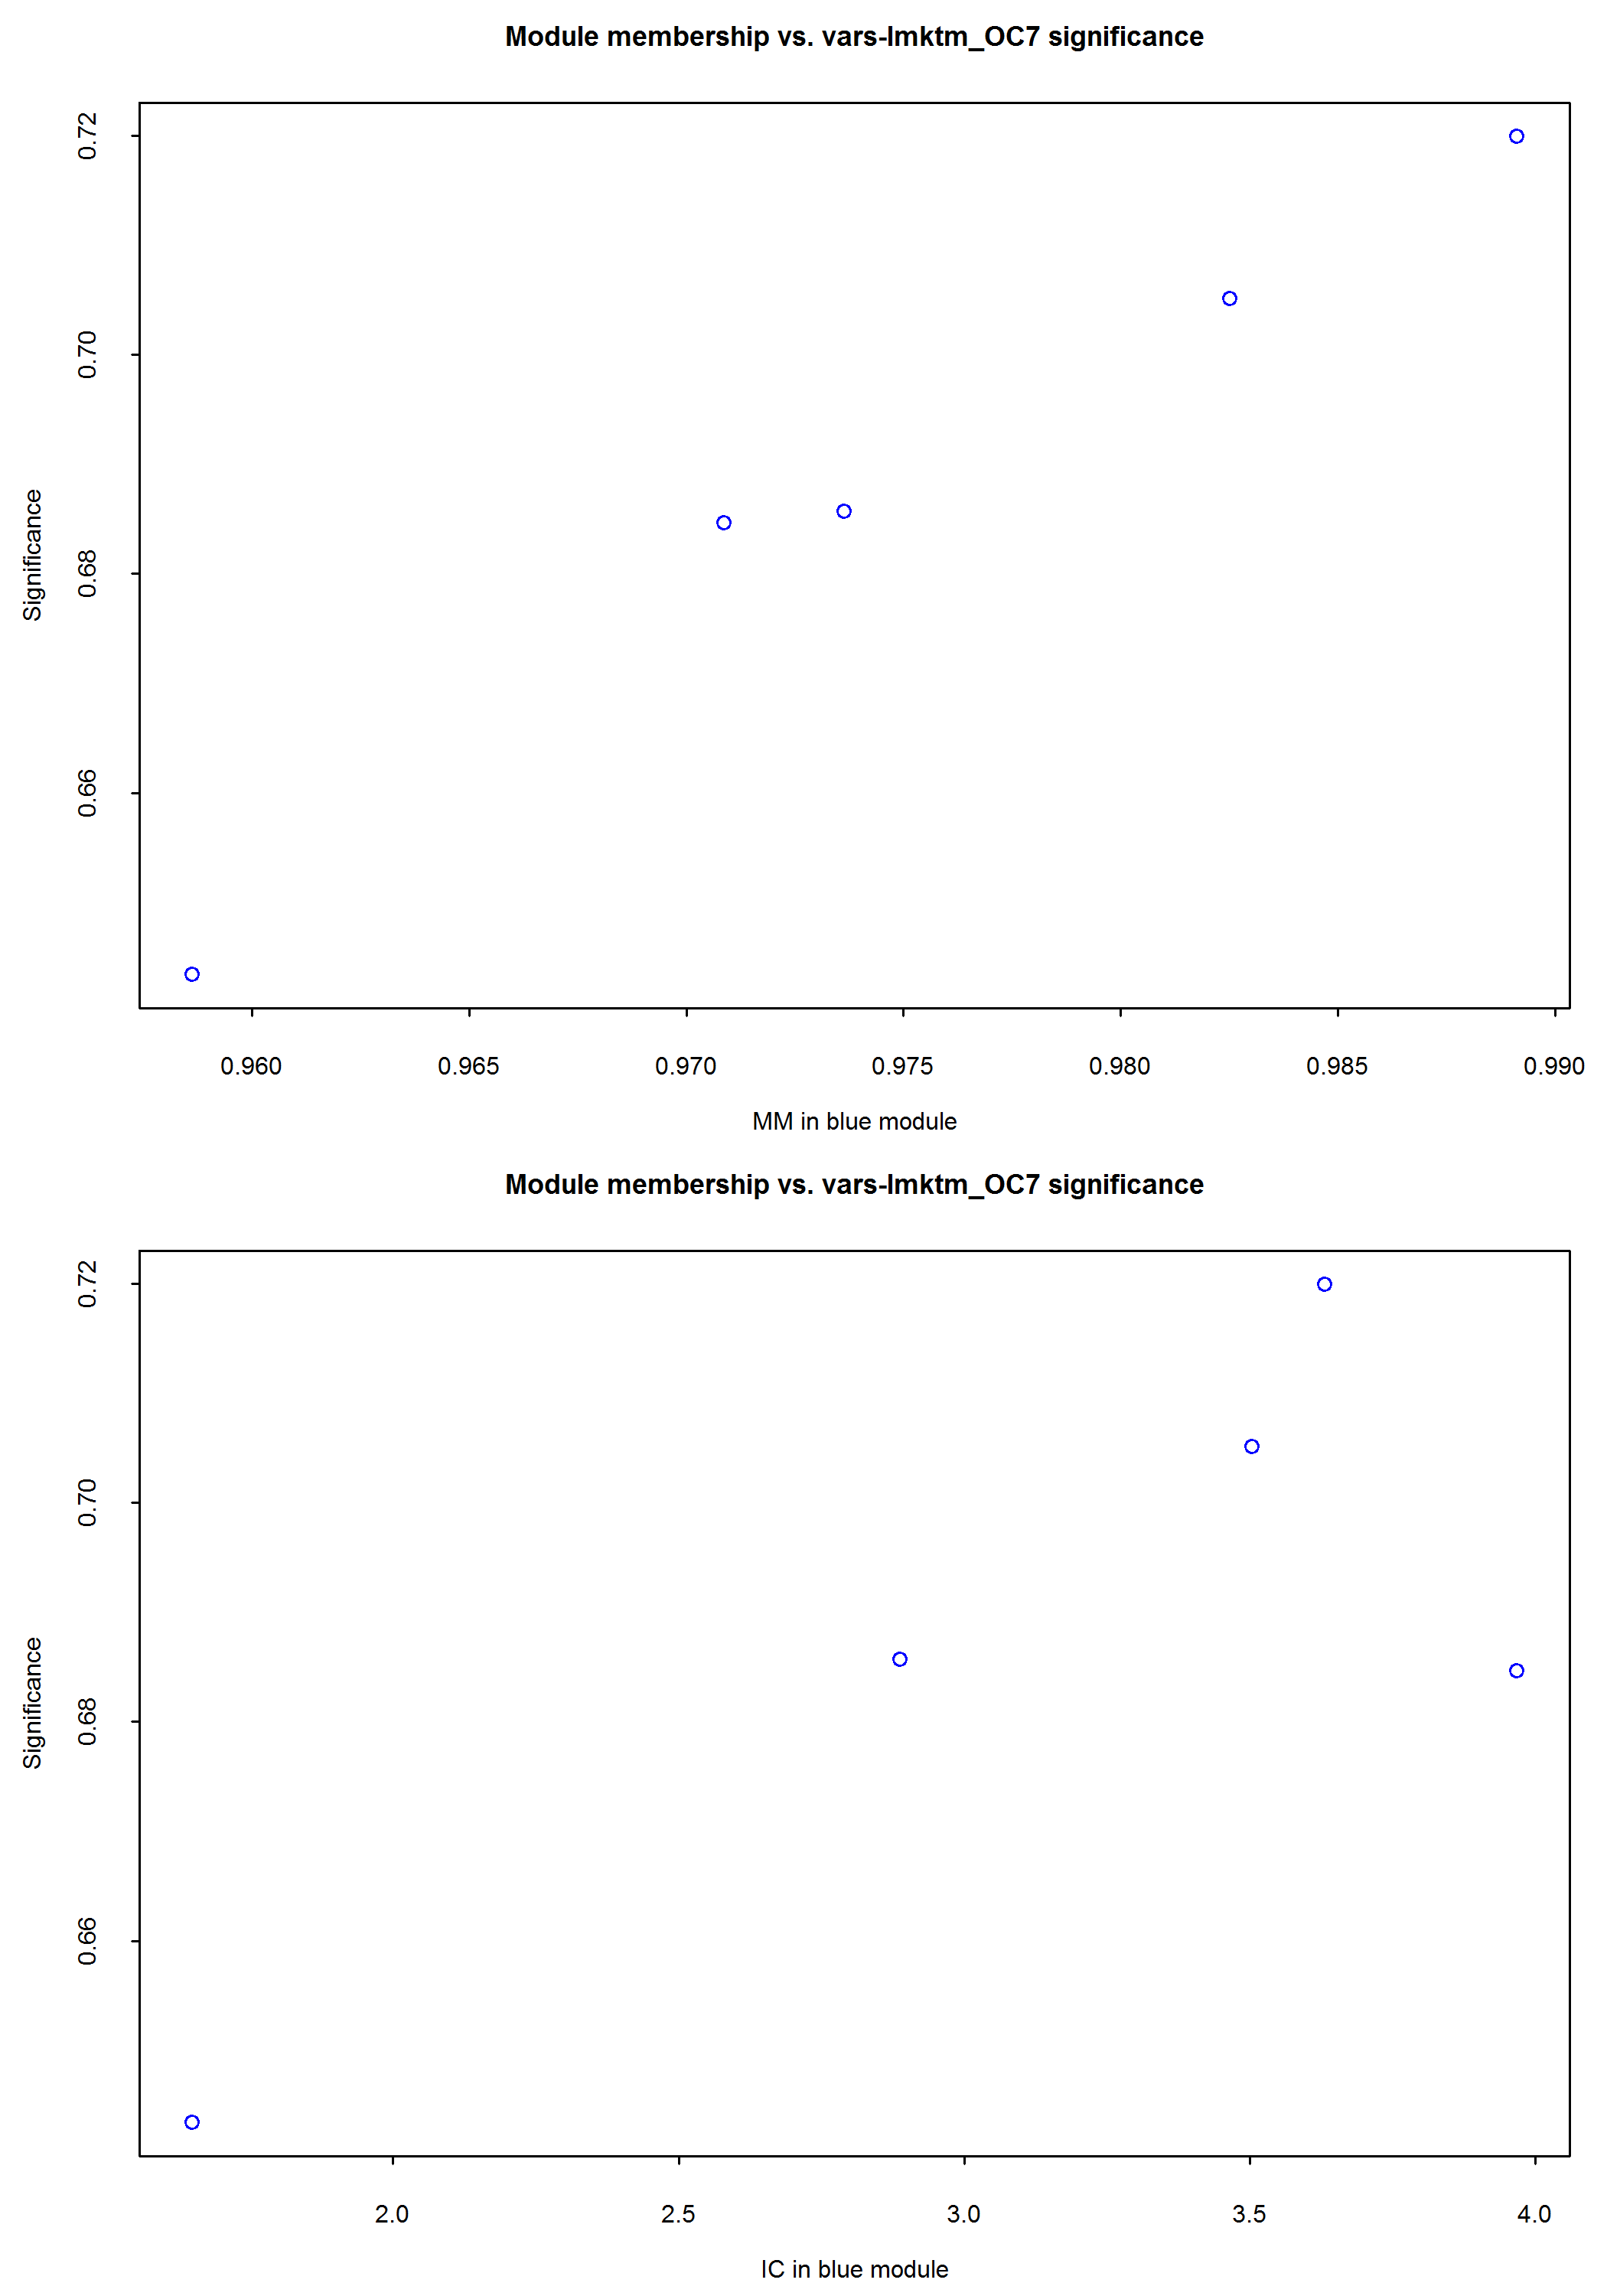 Module membership vs. vars-lmktm_OC7 significance
0.72
0.70
0.68
0.66
Significance
0.960 0.965 0.970 0.975 0.980 0.985 0.990
MM in blue module
Module membership vs. vars-lmktm_OC7 significance
0.72
0.70
0.68
0.66
Significance
2.0 2.5 3.0 3.5 4.0
IC in blue module